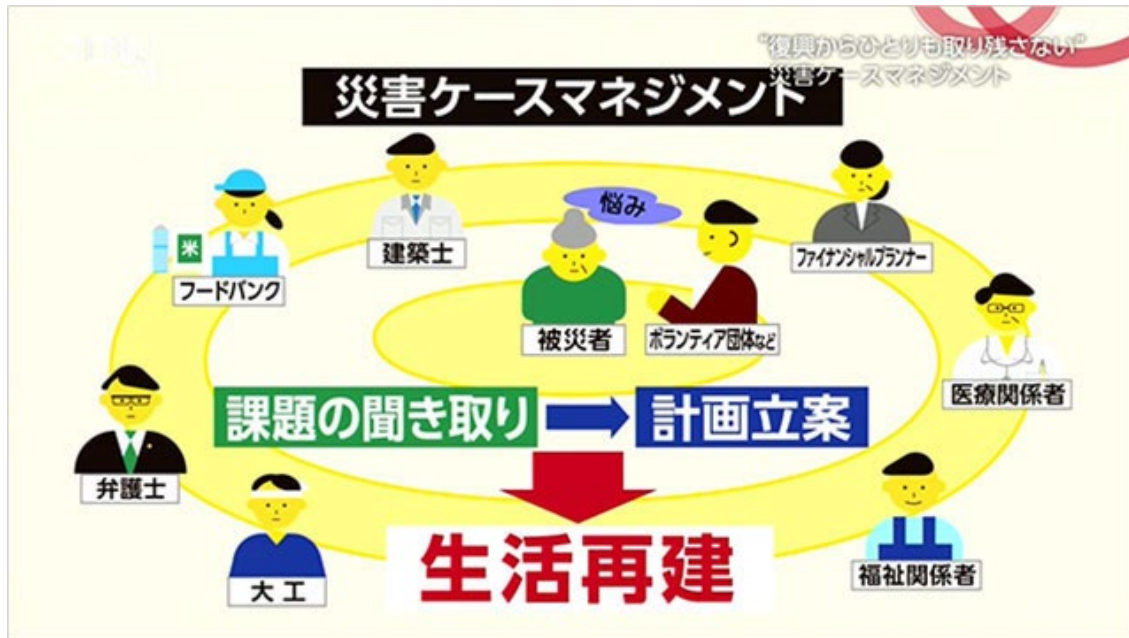 “復興からひとりも取り残さない”
災害ケースマネジメント
災害ケースマネジメント
建築士
悩み
米
フードバンク
ファイナンシャルプランナー
被災者
ボランティア団体など
医療関係者
課題の聞き取り
計画立案
弁護士
大工
生活再建
福祉関係者